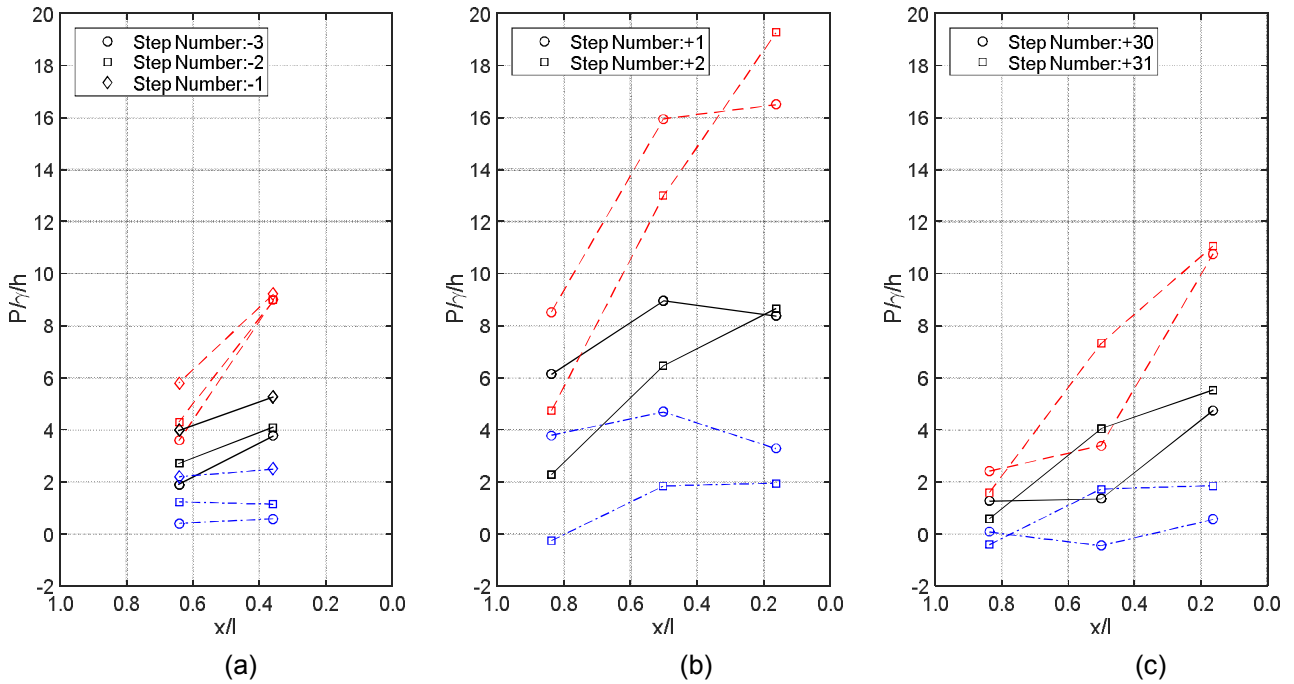 20
18
16
14
12
10
8
6
4
2
0
-2
P/γ/h
Step Number:-3
Step Number:-2
Step Number:-1
1.0 0.8 0.6 0.4 0.2 0.0
x/l
(a)
20
18
16
14
12
10
8
6
4
2
0
-2
P/γ/h
Step Number:+1
Step Number:+2
1.0 0.8 0.6 0.4 0.2 0.0
x/l
(b)
20
18
16
14
12
10
8
6
4
2
0
-2
P/γ/h
Step Number:+30
Step Number:+31
1.0 0.8 0.6 0.4 0.2 0.0
x/l
(c)